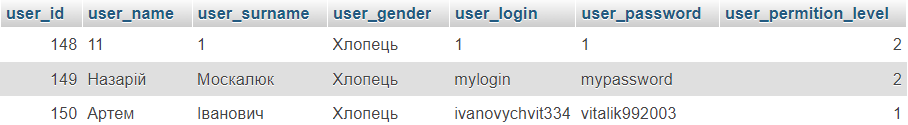 user_id user_name user_surname user_gender user_login user_password user_permition_level
148 11 1 Хлопець 1 1 2
149 Назарій Москалюк Хлопець mylogin mypassword 2
150 Артем Іванович Хлопець ivanovychvit334 vitalik992003 1